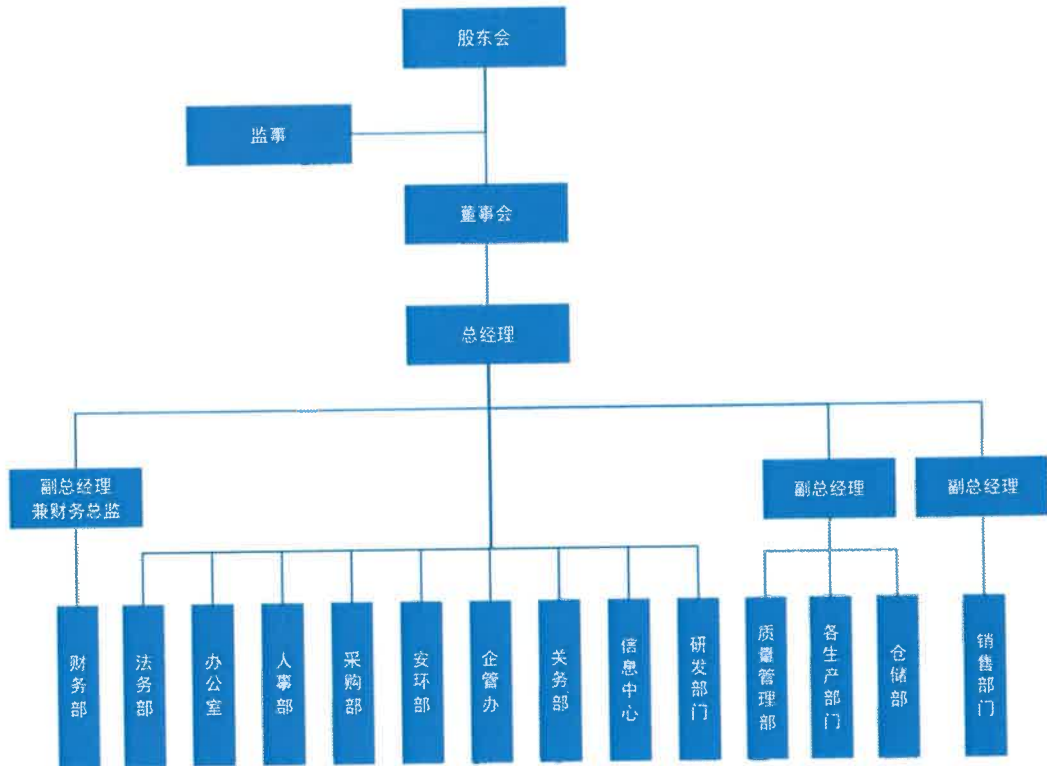 股东会
监事
董事会
总经理
副总经理
兼财务总监
副总经理
副总经理
财务部
法务部
办公室
人事部
采购部
安环部
企管办
关务部
信息中心
研发部门
质量管理部
各生产部门
仓储部
销售部门